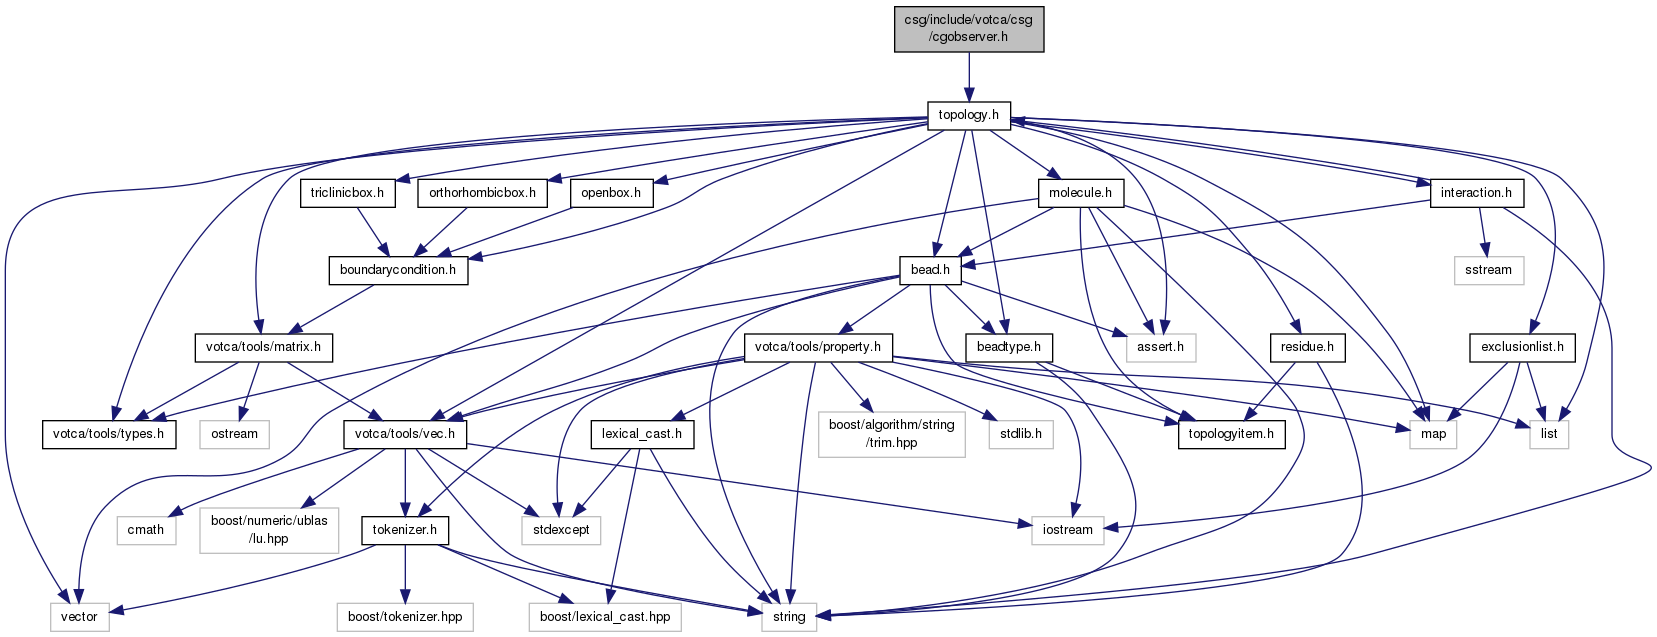 csg/include/votca/csg
/cgobserver.h
topology.h
triclinicbox.h
orthorhombicbox.h
openbox.h
molecule.h
interaction.h
boundarycondition.h
bead.h
sstream
votca/tools/matrix.h
votca/tools/property.h
beadtype.h
assert.h
residue.h
exclusionlist.h
votca/tools/types.h
ostream
votca/tools/vec.h
lexical_cast.h
boost/algorithm/string
/trim.hpp
stdlib.h
topologyitem.h
map
list
cmath
boost/numeric/ublas
/lu.hpp
tokenizer.h
stdexcept
iostream
vector
boost/tokenizer.hpp
boost/lexical_cast.hpp
string